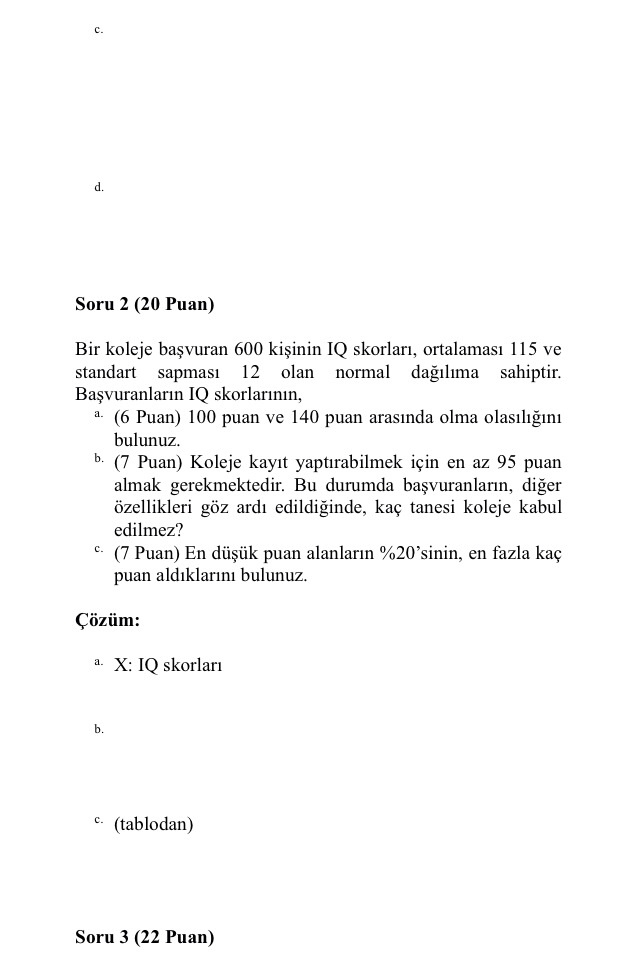 c.
d.
Soru 2 (20 Puan)
Bir koleje başvuran 600 kişinin IQ skorları, ortalaması 115 ve
standart sapması 12 olan normal dağılıma sahiptir.
Başvuranların IQ skorlarının,
a. (6 Puan) 100 puan ve 140 puan arasında olma olasılığını
bulunuz.
b. (7 Puan) Koleje kayıt yaptırabilmek için en az 95 puan
almak gerekmektedir. Bu durumda başvuranların, diğer
özellikleri göz ardı edildiğinde, kaç tanesi koleje kabul
edilmez?
c. (7 Puan) En düşük puan alanların %20’sinin, en fazla kaç
puan aldıklarını bulunuz.
Çözüm:
a. X: IQ skorları
b.
c. (tablodan)
Soru 3 (22 Puan)